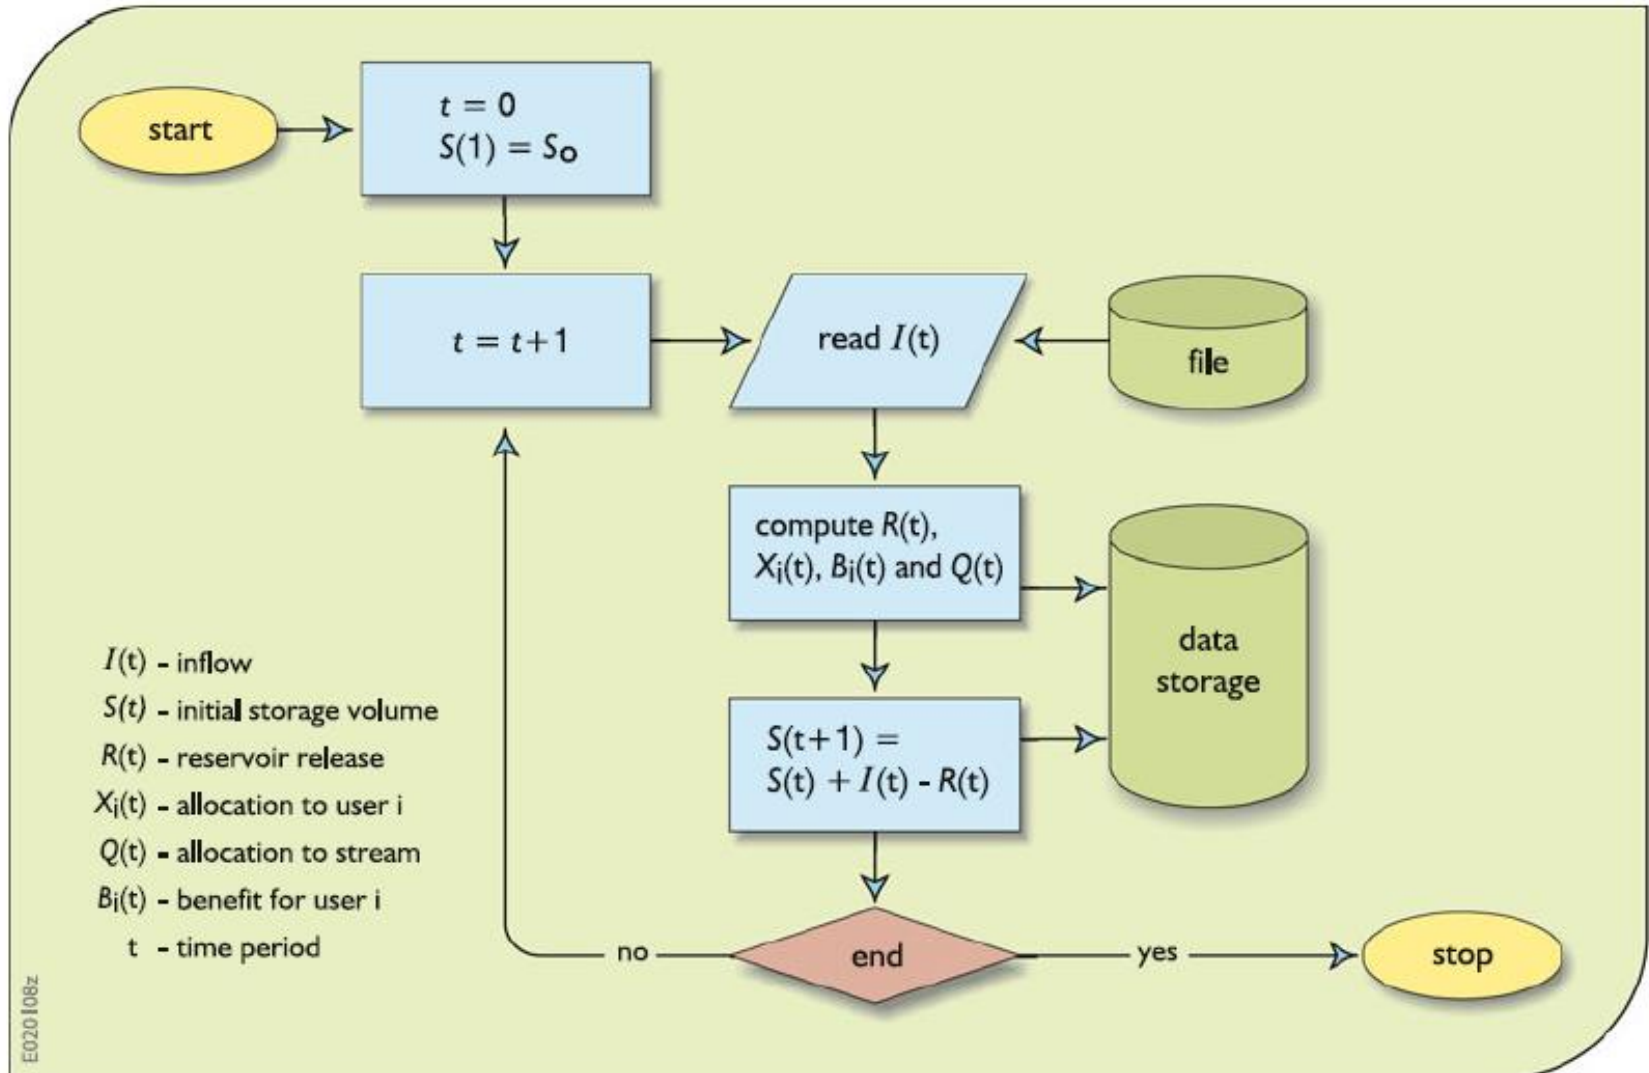 start
t = 0
S(1) = So
t = t+1
read I(t)
file
compute R(t),
Xi(t), Bi(t) and Q(t)
data
storage
S(t+1) =
S(t) + I(t) - R(t)
I(t) - inflow
S(t) - initial storage volume
R(t) - reservoir release
Xi(t) - allocation to user i
Q(t) - allocation to stream
Bi(t) - benefit for user i
t - time period
no
end
yes
stop
E020108z